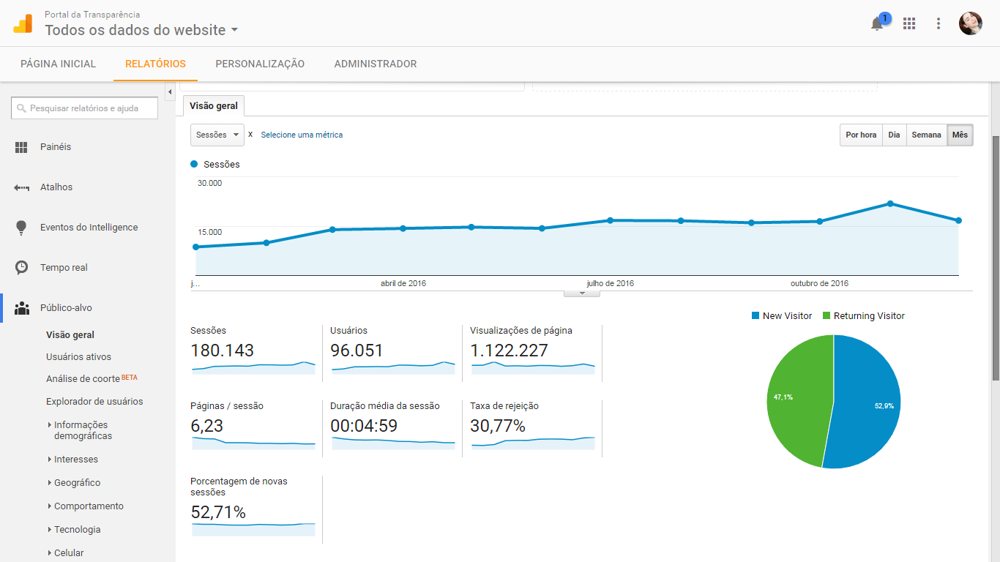 Portal da Transparência
Todos os dados do website
1
PÁGINA INICIAL RELATÓRIOS PERSONALIZAÇÃO ADMINISTRADOR
Pesquisar relatórios e ajuda
Painéis
Atalhos
Eventos do Intelligence
Tempo real
Público-alvo
Visão geral
Usuários ativos
Análise de coorte BETA
Explorador de usuários
Informações
demográficas
Interesses
Geográfico
Comportamento
Tecnologia
Celular
Visão geral
Sessões x Selecione uma métrica
Por hora Dia Semana Mês
Sessões
30.000
15.000
j... abril de 2016 julho de 2016 outubro de 2016
New Visitor Returning Visitor
47,1%
52,9%
Sessões
180.143
Usuários
96.051
Visualizações de página
1.122.227
Páginas / sessão
6,23
Duração média da sessão
00:04:59
Taxa de rejeição
30,77%
Porcentagem de novas
sessões
52,71%